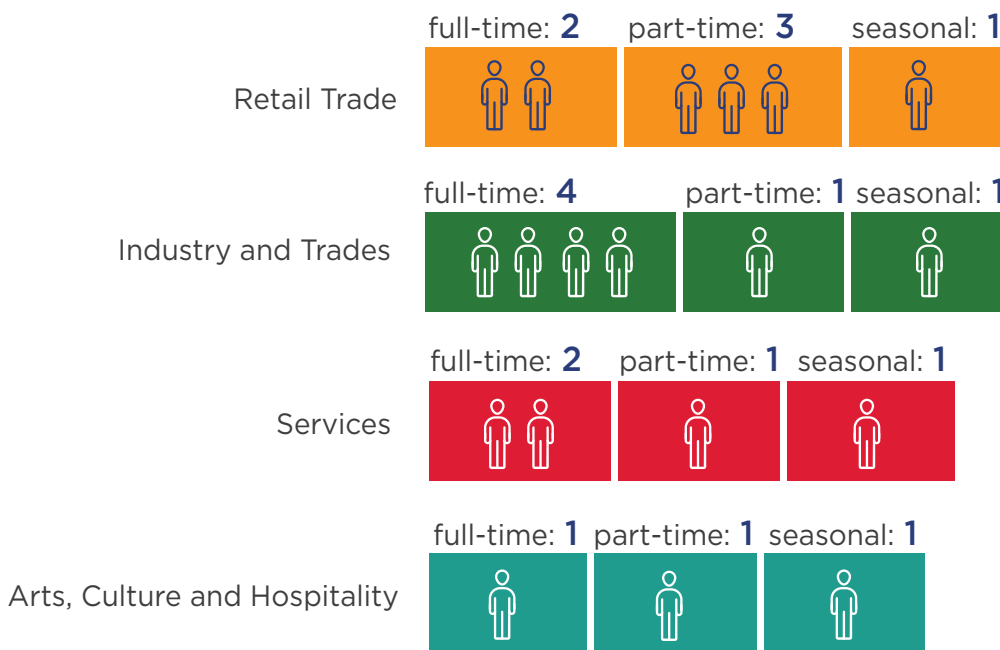 full-time: 2 part-time: 3 seasonal: 1
Retail Trade
full-time: 4 part-time: 1 seasonal: 1
Industry and Trades
full-time: 2 part-time: 1 seasonal: 1
Services
full-time: 1 part-time: 1 seasonal: 1
Arts, Culture and Hospitality